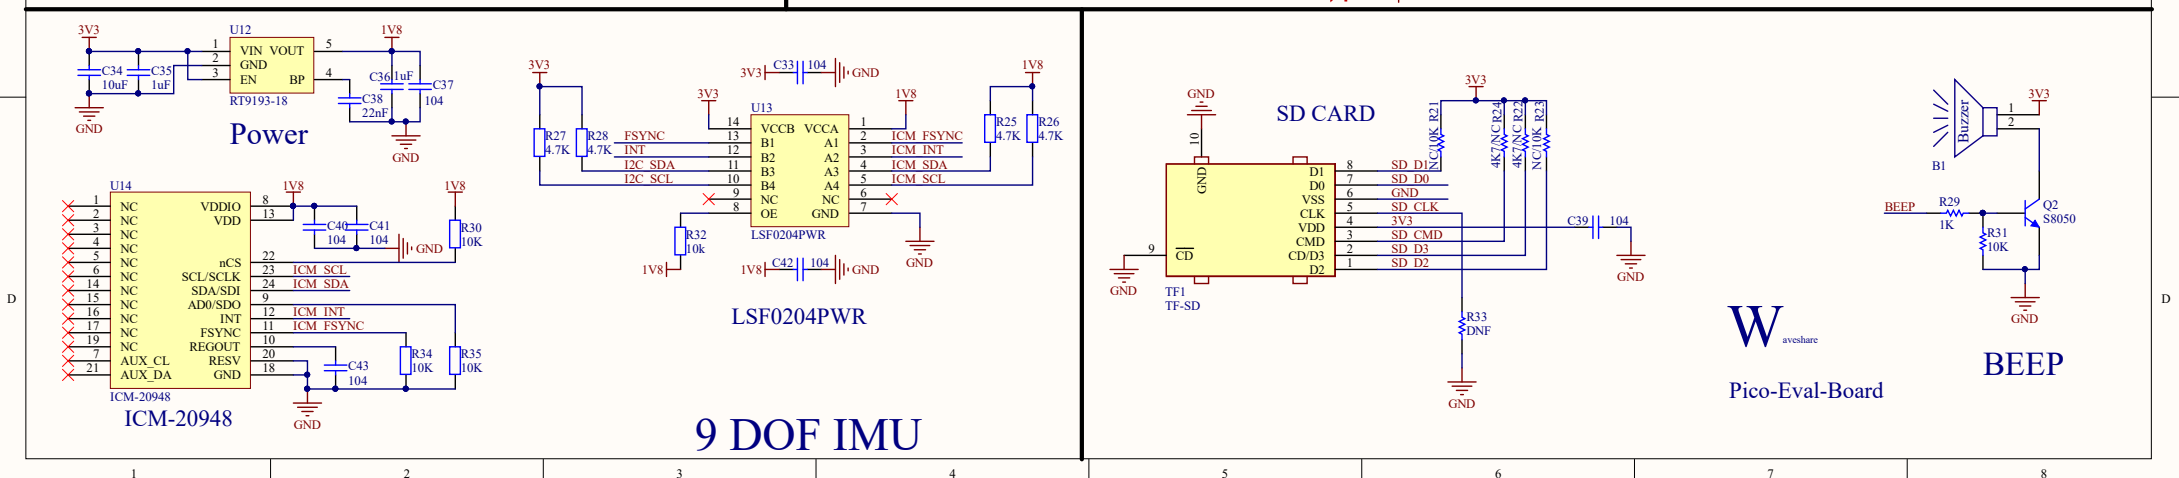 3V3
U12
1V8
1 VIN VOUT 5
2 GND
3 EN BP 4
C34
10uF
C35
1uF
RT9193-18
C36 1uF
C37
104
C38
22nF
GND
GND
Power
U14
1V8
1V8
1 NC VDDIO 8
2 NC VDD 13
3 NC
4 NC
5 NC nCS 22
6 NC SCL/SCLK 23 ICM_SCL
14 NC SDA/SDI 24 ICM_SDA
15 NC AD0/SDO 9
16 NC INT 12 ICM_INT
17 NC FSYNC 11 ICM_FSYNC
19 NC REGOUT 10
7 AUX_CL RESV 20
21 AUX_DA GND 18
C40
104
C41
104
GND
R30
10K
C43
104
R34
10K
R35
10K
GND
ICM-20948
ICM-20948
3V3
3V3 C33 104 GND
1V8
3V3
U13
1V8
14 VCCB VCCA 1
FSYNC 13 B1 A1 2 ICM_FSYNC
INT 12 B2 A2 3 ICM_INT
I2C_SDA 11 B3 A3 4 ICM_SDA
I2C_SCL 10 B4 A4 5 ICM_SCL
9 NC NC 6
8 OE GND 7
LSF0204PWR
R27
4.7K
R28
4.7K
R25
4.7K
R26
4.7K
R32
10k
1V8
1V8 C42 104 GND
GND
LSF0204PWR
9 DOF IMU
GND
10
GND
SD CARD
3V3
NC/10K R21
4K7/NC R24
4K7/NC R22
NC/10K R23
D1 8 SD_D1
D0 7 SD_D0
VSS 6 GND
CLK 5 SD_CLK
VDD 4 3V3
CMD 3 SD_CMD
CD/D3 2 SD_D3
D2 1 SD_D2
9 CD
GND
TF1
TF-SD
C39 104
GND
R33
DNF
GND
Buzzer
1
2
3V3
B1
BEEP
R29
1K
Q2
S8050
R31
10K
GND
Waveshare
Pico-Eval-Board
BEEP
D
D
1 2 3 4 5 6 7 8